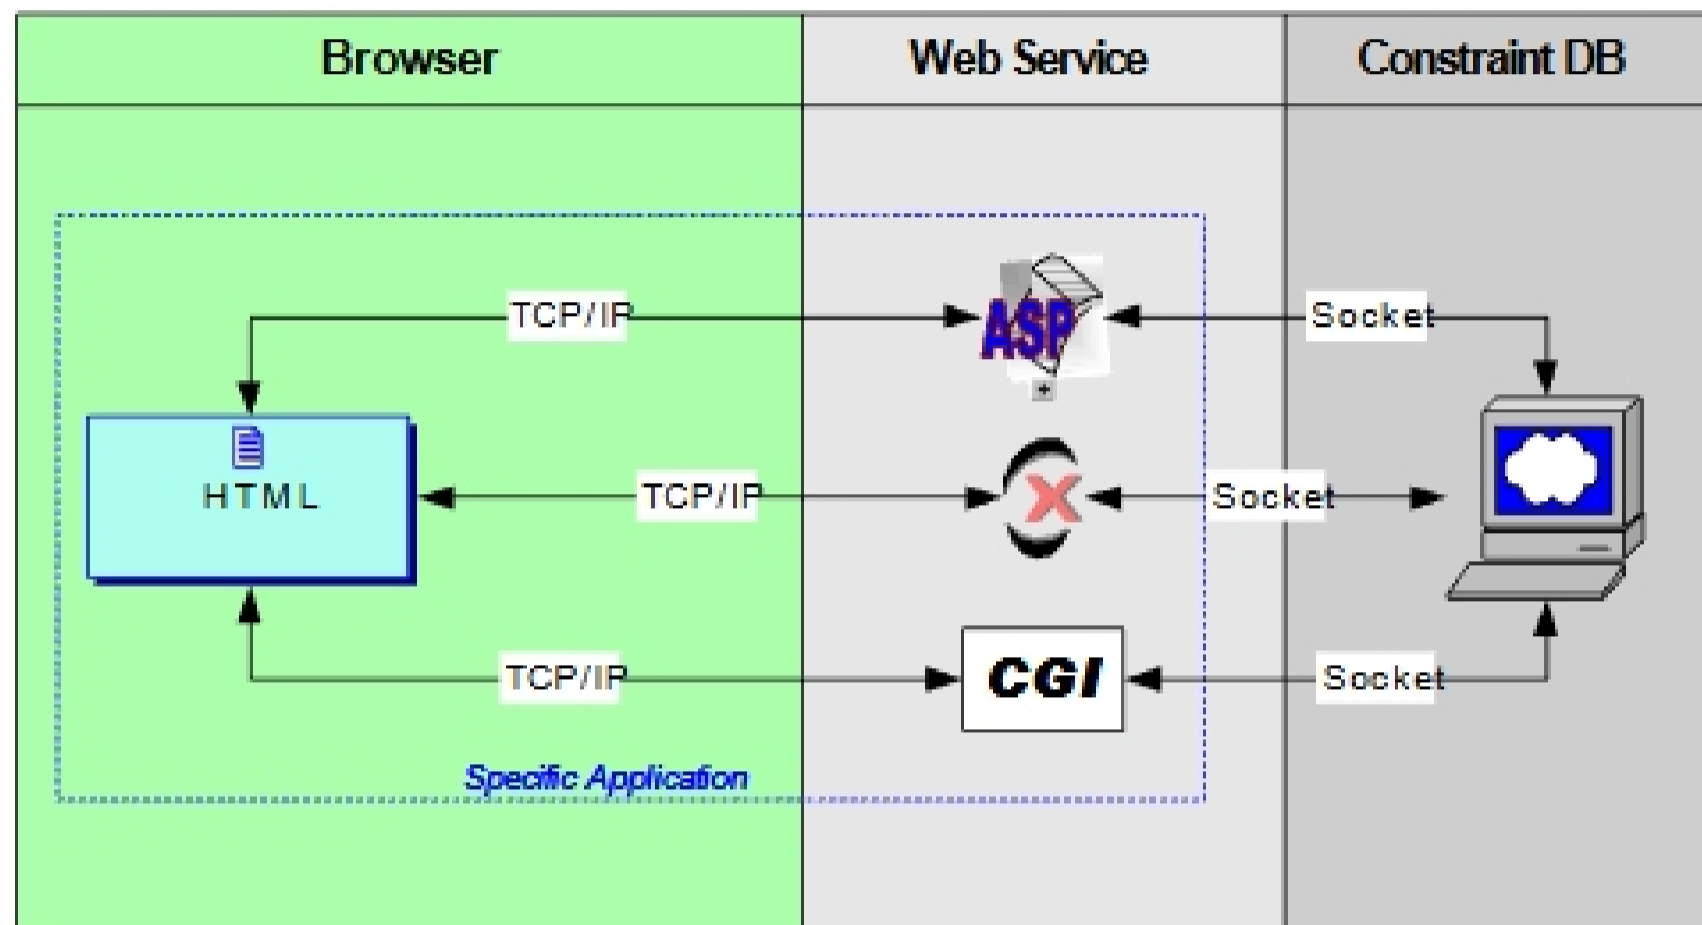 Browser
Web Service
Constraint DB
TCP/IP
ASP
Socket
HTML
TCP/IP
X
Socket
TCP/IP
CGI
Socket
Specific Application